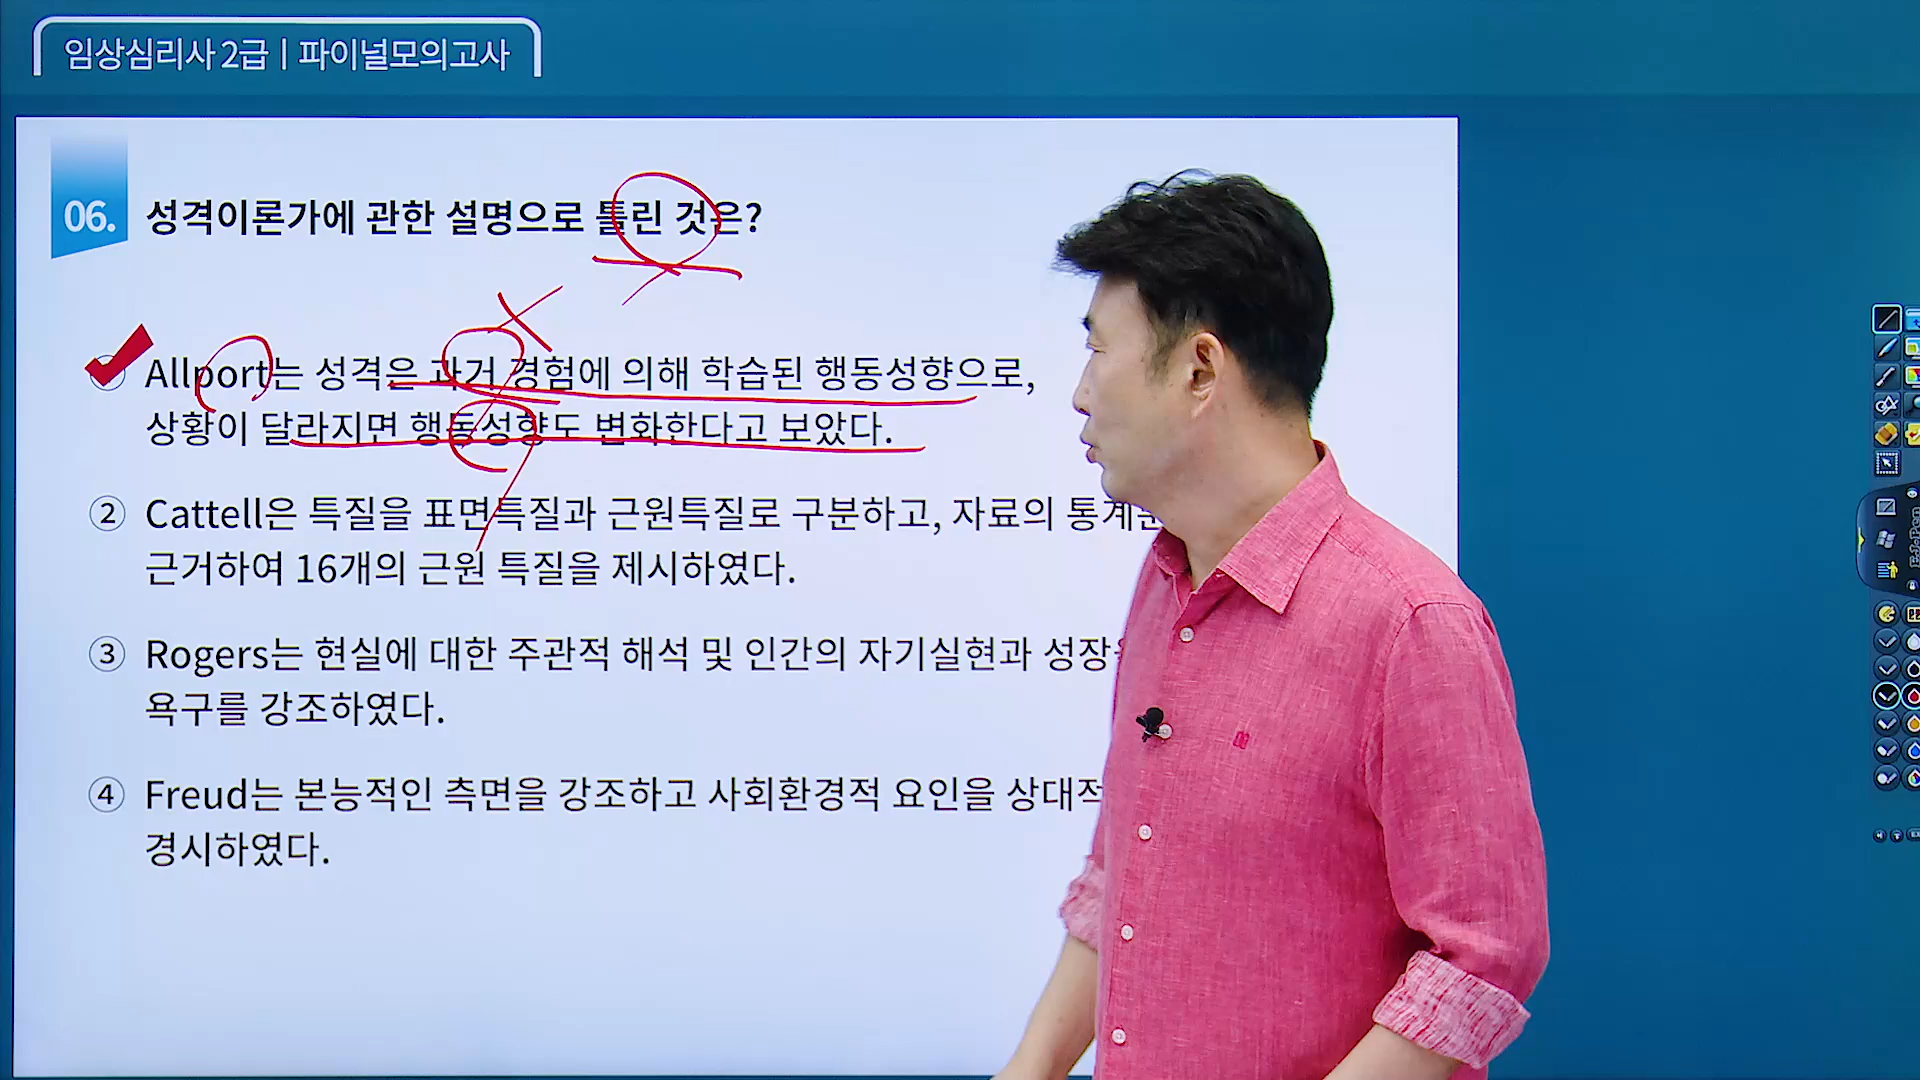 임상심리사 2급 | 파이널모의고사
06. 성격이론가에 관한 설명으로 틀린 것은?
Allport는 성격은 과거 경험에 의해 학습된 행동성향으로,
상황이 달라지면 행동성향도 변화한다고 보았다.
② Cattell은 특질을 표면특질과 근원특질로 구분하고, 자료의
근거하여 16개의 근원 특질을 제시하였다.
③ Rogers는 현실에 대한 주관적 해석 및 인간의 자기실현과
욕구를 강조하였다.
④ Freud는 본능적인 측면을 강조하고 사회환경적 요인을
경시하였다.